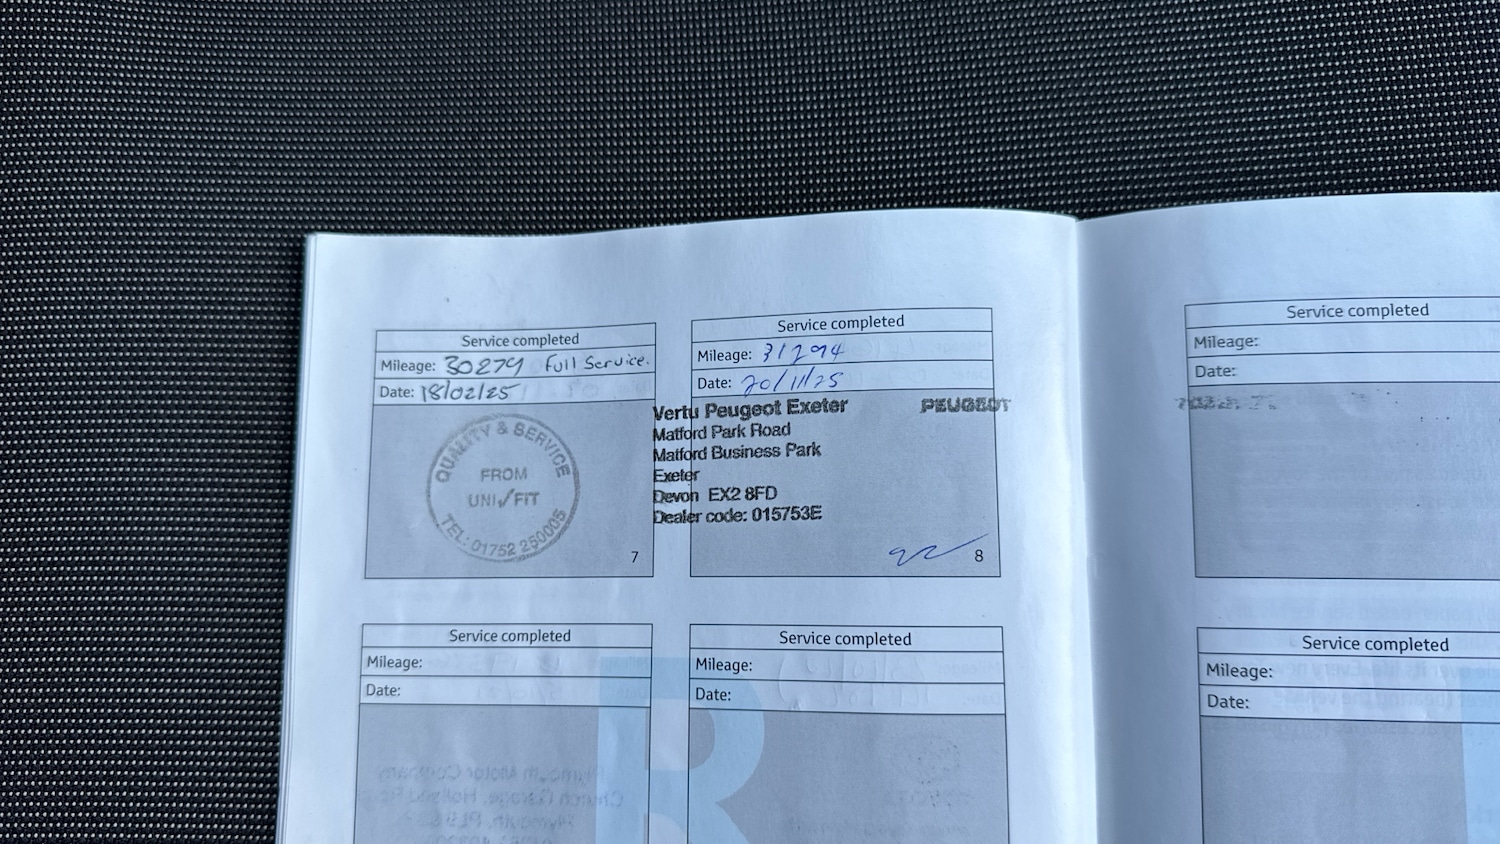 Service completed
Mileage: 30279 Full Service.
Date: 18/02/25
QUALITY & SERVICE
FROM
UNI✓FIT
TEL: 01752 250005
7
Service completed
Mileage: 31294
Date: 20/11/25
Vertu Peugeot Exeter PEUGEOT
Matford Park Road
Matford Business Park
Exeter
Devon EX2 8FD
Dealer code: 015753E
8
Service completed
Mileage:
Date:
Service completed
Mileage:
Date:
Service completed
Mileage:
Date:
Service completed
Mileage:
Date: